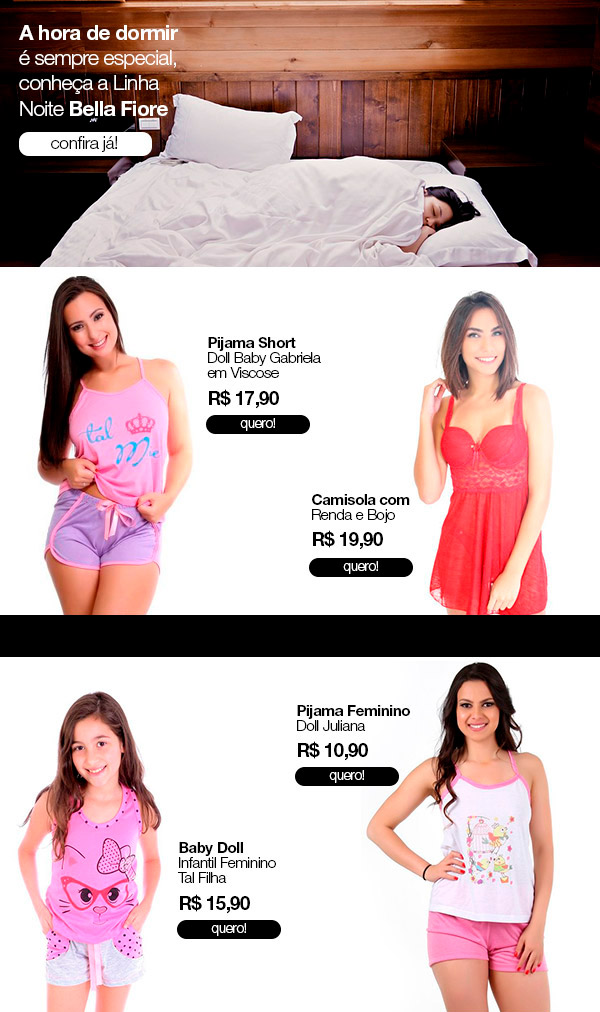 A hora de dormir
é sempre especial,
conheça a Linha
Noite Bella Fiore
confira já!
Pijama Short
Doll Baby Gabriela
em Viscose
R$ 17,90
quero!
tal
Camisola com
Renda e Bojo
R$ 19,90
quero!
Pijama Feminino
Doll Juliana
R$ 10,90
quero!
Baby Doll
Infantil Feminino
Tal Filha
R$ 15,90
quero!